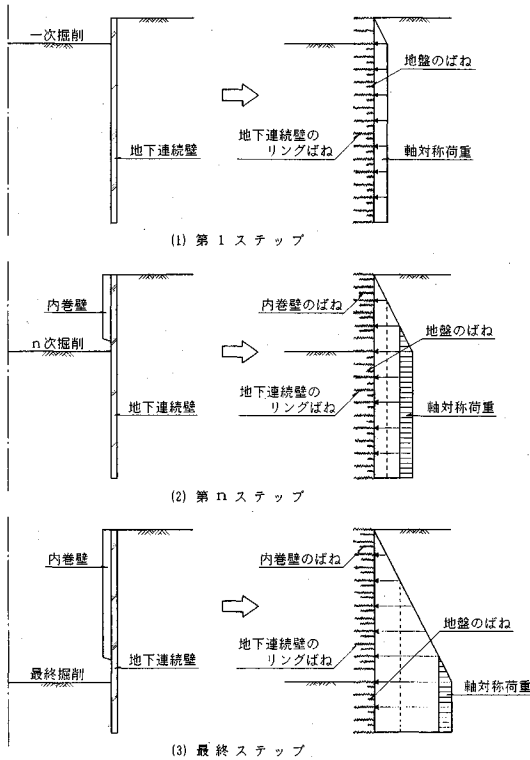 一次掘削
地下連続壁
地盤のばね
地下連続壁の
リングばね
軸対称荷重
(1) 第1ステップ
内巻壁
n次掘削
地下連続壁
内巻壁のばね
地盤のばね
地下連続壁の
リングばね
軸対称荷重
(2) 第nステップ
内巻壁
地下連続壁
最終掘削
内巻壁のばね
地下連続壁の
リングばね
地盤のばね
軸対称荷重
(3) 最終ステップ